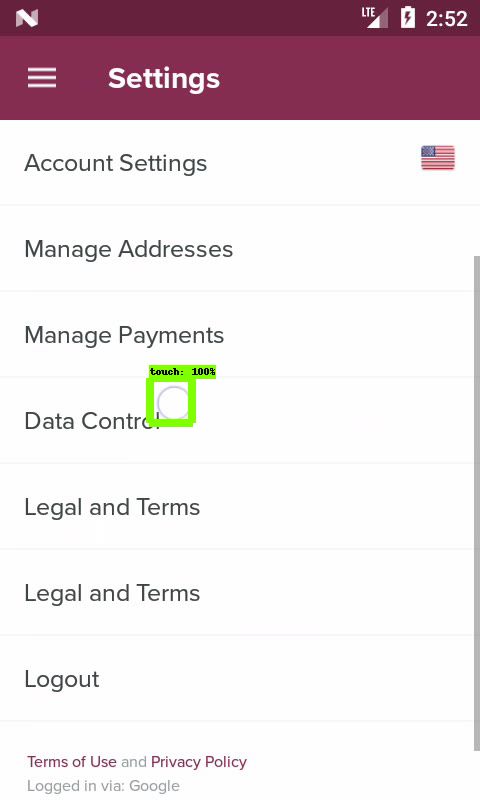 LTE 2:52
Settings
Account Settings
Manage Addresses
Manage Payments
touch: 100%
Data Control
Legal and Terms
Legal and Terms
Logout
Terms of Use and Privacy Policy
Logged in via: Google